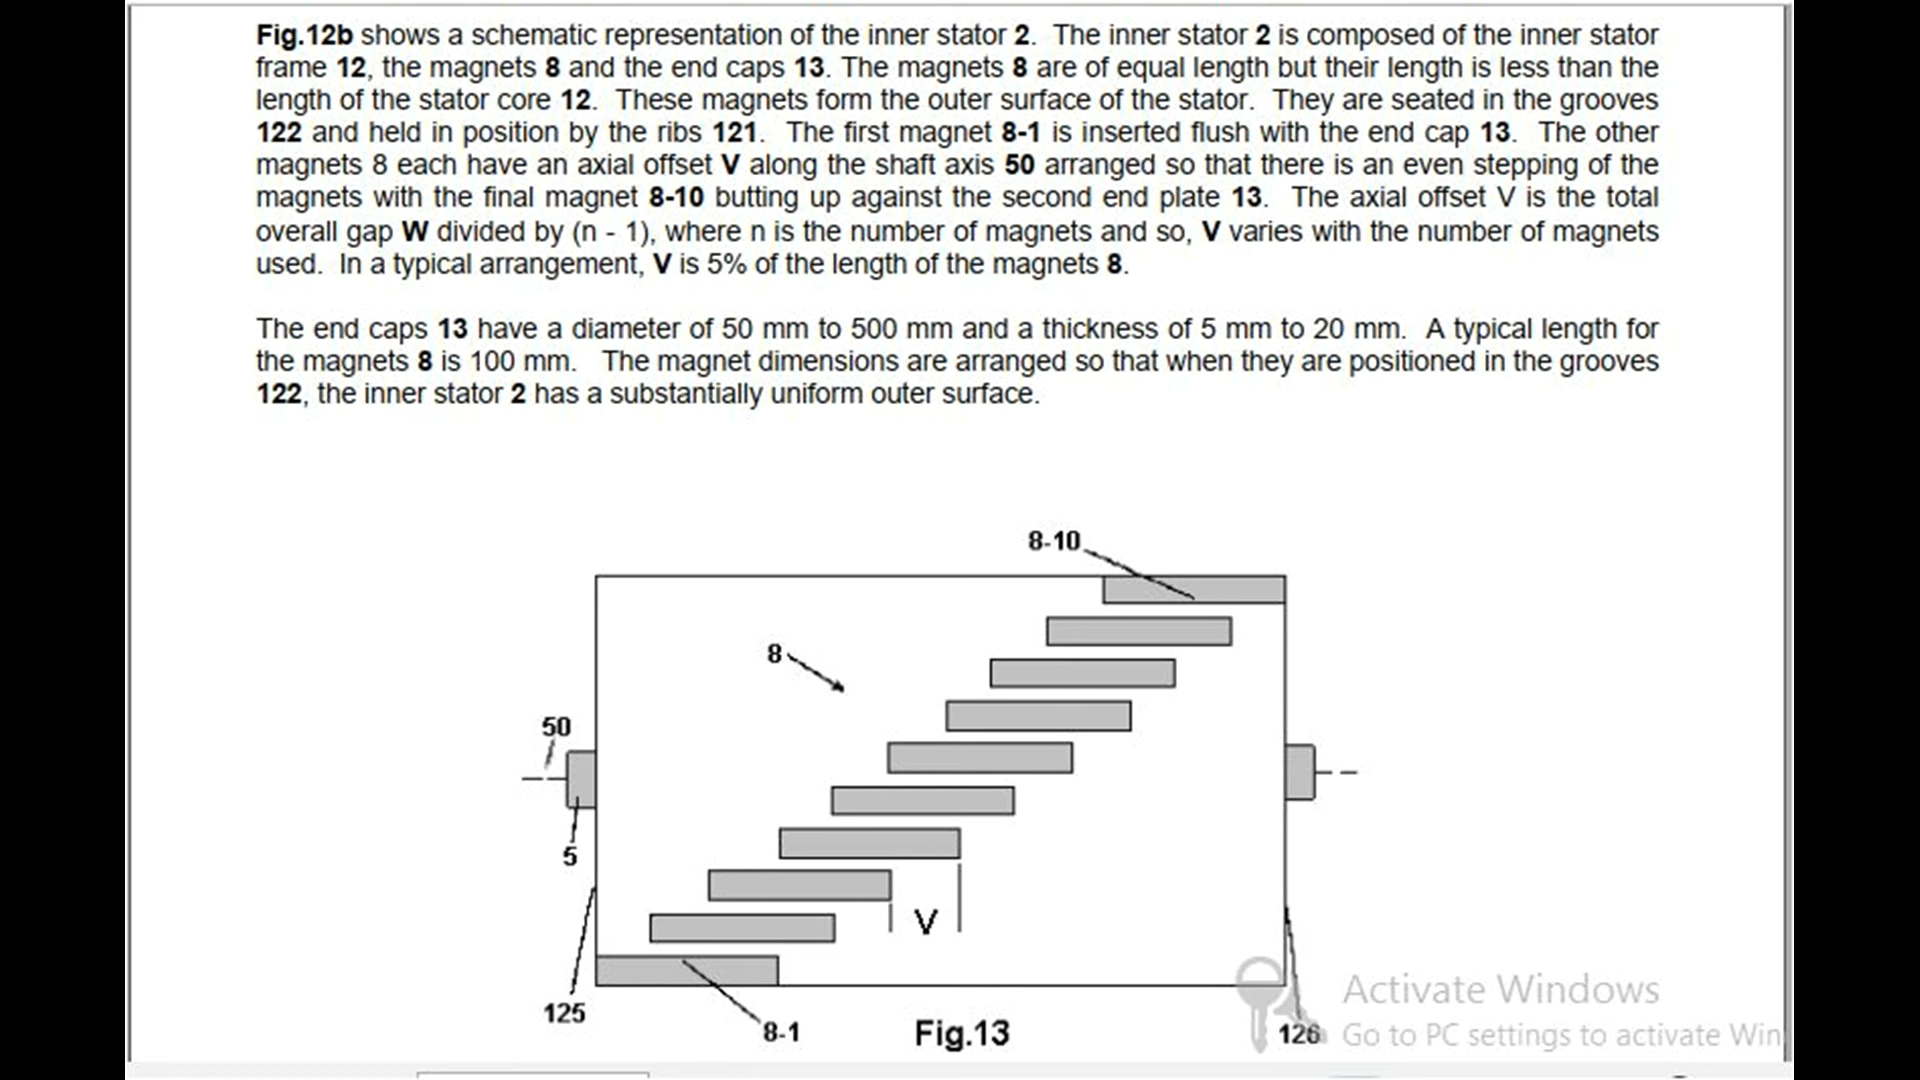 Fig.12b shows a schematic representation of the inner stator 2. The inner stator 2 is composed of the inner stator
frame 12, the magnets 8 and the end caps 13. The magnets 8 are of equal length but their length is less than the
length of the stator core 12. These magnets form the outer surface of the stator. They are seated in the grooves
122 and held in position by the ribs 121. The first magnet 8-1 is inserted flush with the end cap 13. The other
magnets 8 each have an axial offset V along the shaft axis 50 arranged so that there is an even stepping of the
magnets with the final magnet 8-10 butting up against the second end plate 13. The axial offset V is the total
overall gap W divided by (n - 1), where n is the number of magnets and so, V varies with the number of magnets
used. In a typical arrangement, V is 5% of the length of the magnets 8.
The end caps 13 have a diameter of 50 mm to 500 mm and a thickness of 5 mm to 20 mm. A typical length for
the magnets 8 is 100 mm. The magnet dimensions are arranged so that when they are positioned in the grooves
122, the inner stator 2 has a substantially uniform outer surface.
8-10
8
50
5
V
125
8-1
Fig.13
126
Activate Windows
Go to PC settings to activate Win